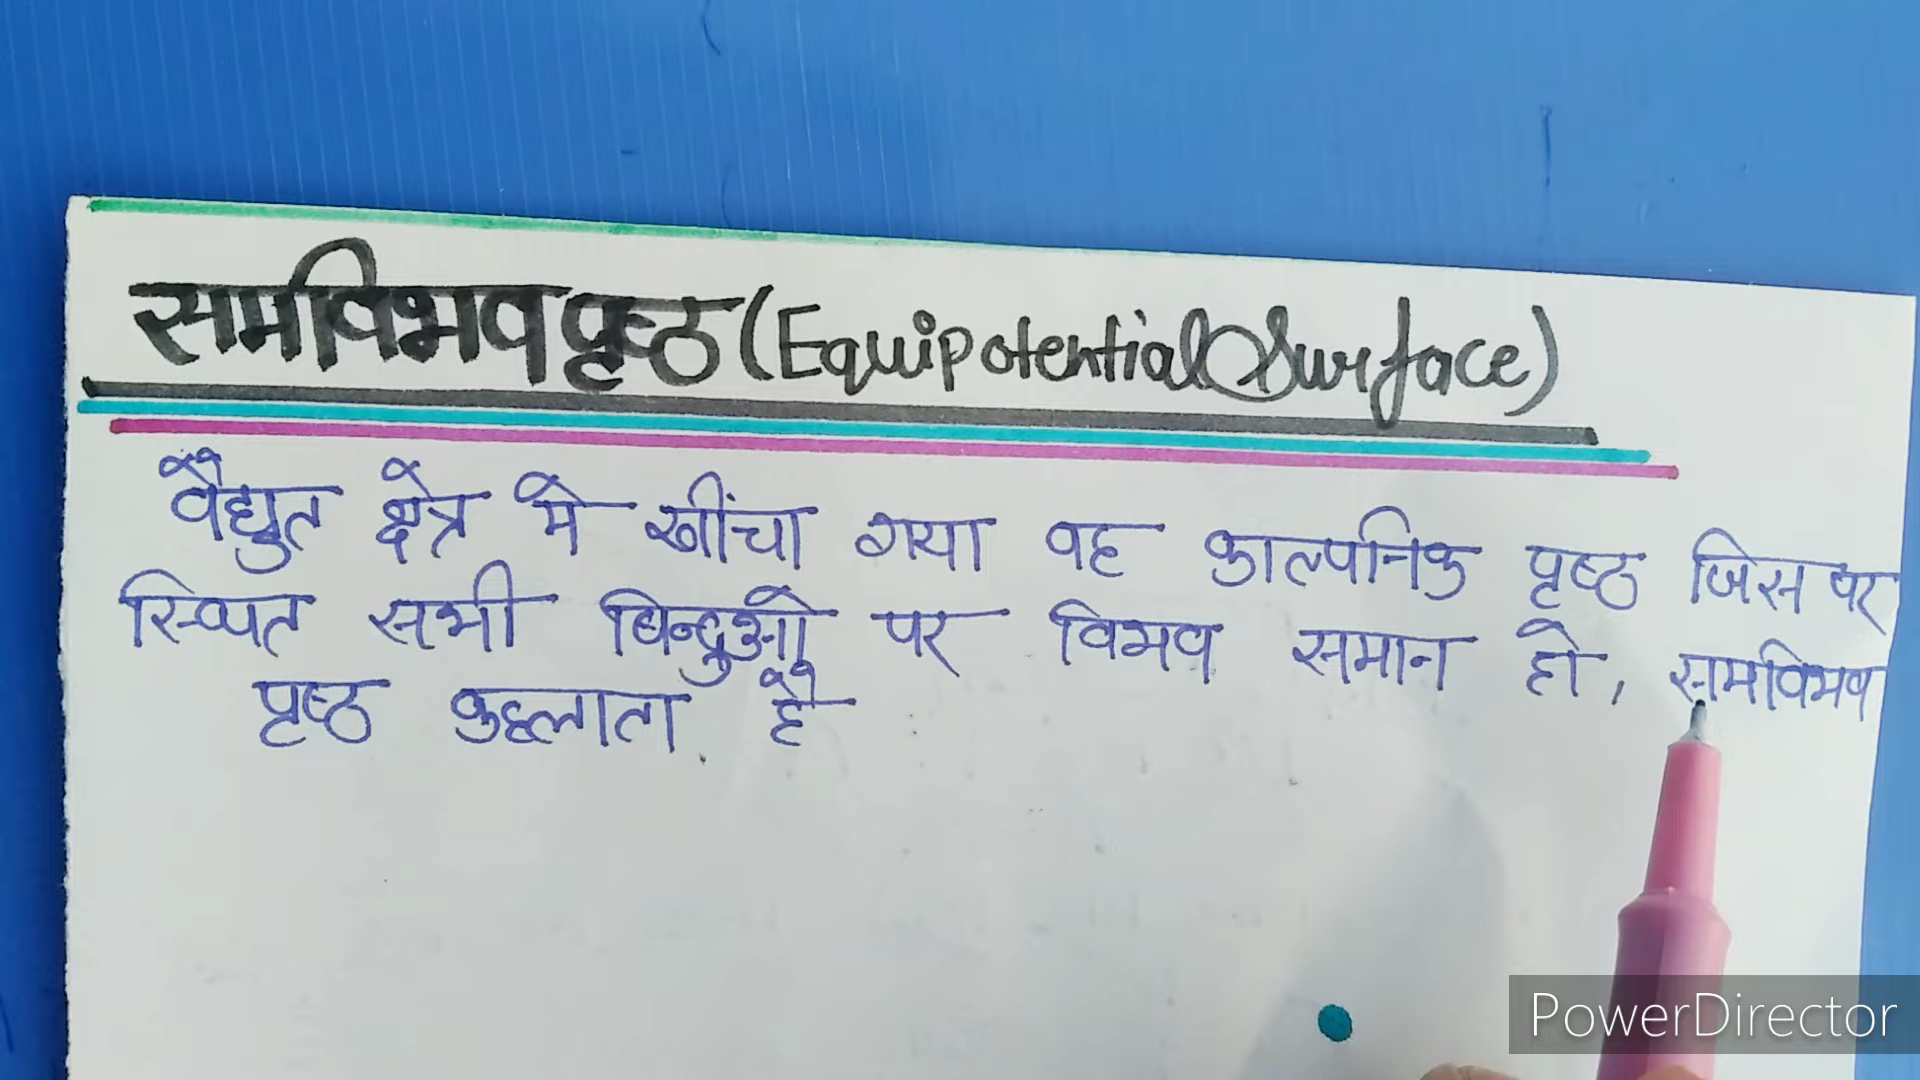 समविभव पृष्ठ (Equipotential Surface)
वैद्युत क्षेत्र मे खींचा गया वह काल्पनिक पृष्ठ जिस पर
स्थित सभी बिन्दुओं पर विभव समान हो, समविभव
पृष्ठ कहलाता है
PowerDirector